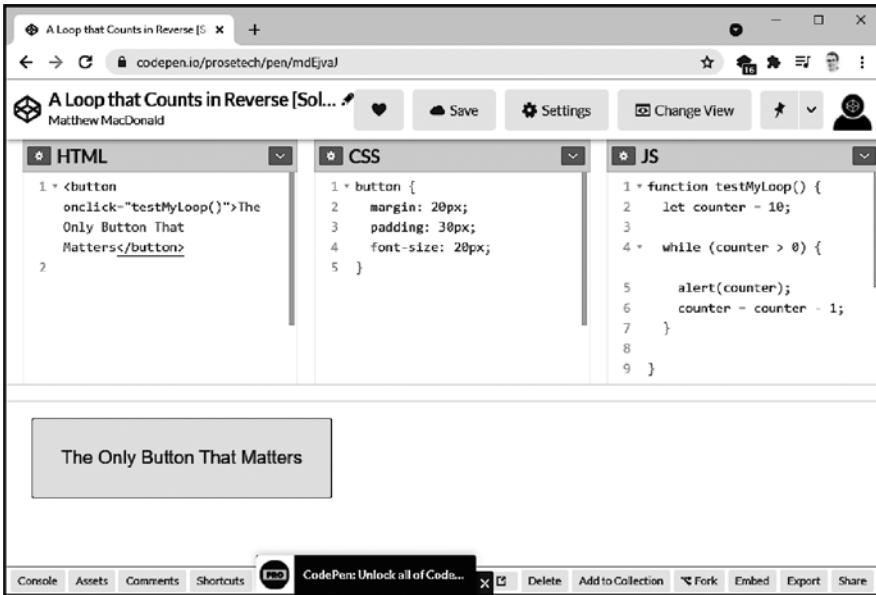 A Loop that Counts in Reverse [S
codepen.io/prosetech/pen/mdEjvaJ
16
A Loop that Counts in Reverse [Sol...
Matthew MacDonald
Save
Settings
Change View
HTML
1 <button
onclick="testMyLoop()">The
Only Button That
Matters</button>
2
CSS
1 button {
2 margin: 20px;
3 padding: 30px;
4 font-size: 20px;
5 }
JS
1 function testMyLoop() {
2 let counter = 10;
3
4 while (counter > 0) {
5 alert(counter);
6 counter = counter - 1;
7 }
8
9 }
The Only Button That Matters
Console Assets Comments Shortcuts
PRO CodePen: Unlock all of Code...
Delete Add to Collection Fork Embed Export Share